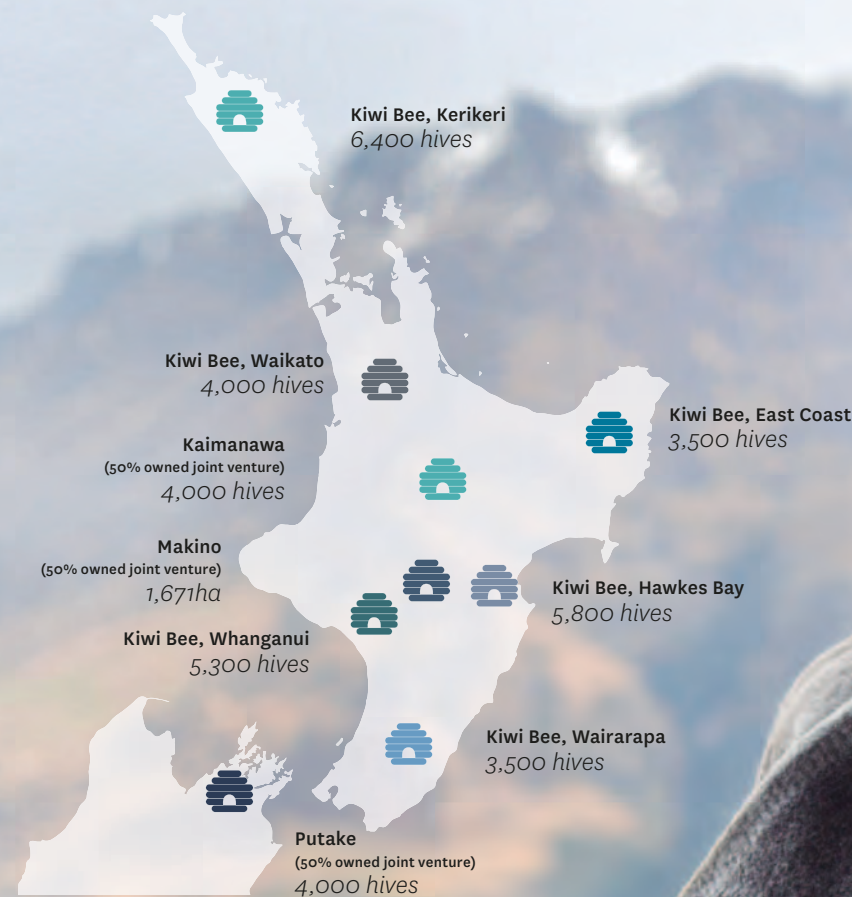 Kiwi Bee, Kerikeri
6,400 hives
Kiwi Bee, Waikato
4,000 hives
Kiwi Bee, East Coast
3,500 hives
Kaimanawa
(50% owned joint venture)
4,000 hives
Makino
(50% owned joint venture)
1,671ha
Kiwi Bee, Hawkes Bay
5,800 hives
Kiwi Bee, Whanganui
5,300 hives
Kiwi Bee, Wairarapa
3,500 hives
Putake
(50% owned joint venture)
4,000 hives